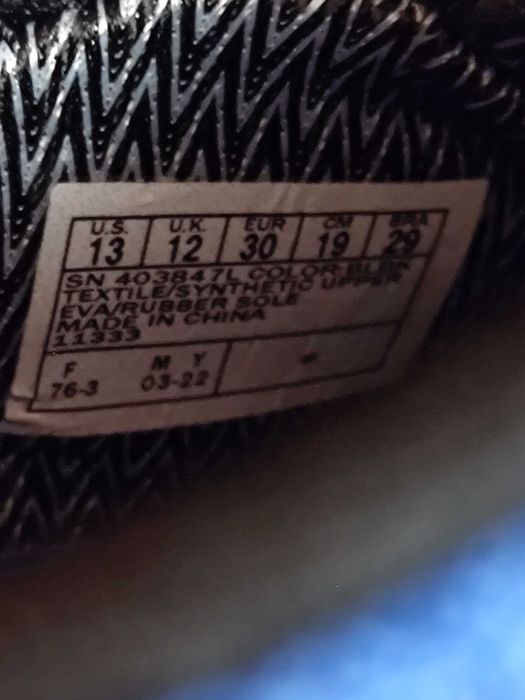 U.S. U.K. EUR CM BRA
13 12 30 19 29
SN 403847L COLOR BLBK
TEXTILE/SYNTHETIC UPPER
EVA/RUBBER SOLE
MADE IN CHINA
11333
F M Y
76-3 03-22